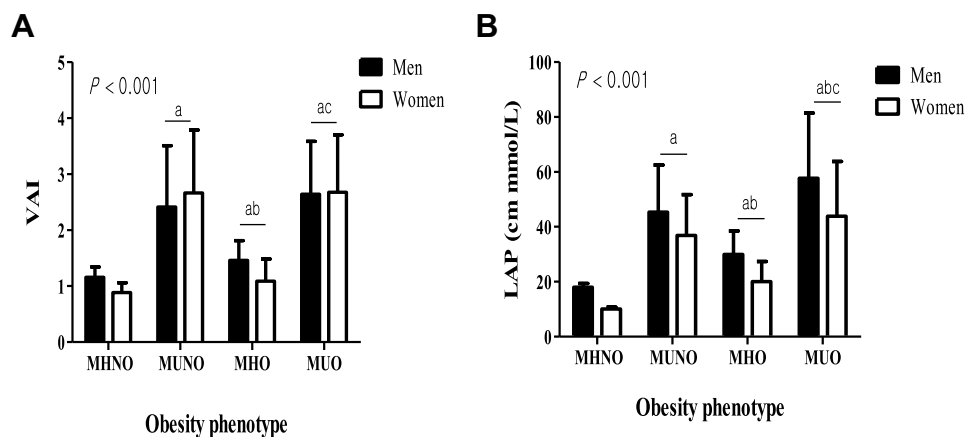 A
P < 0.001
Men
Women
a
ac
ab
5
4
3
2
1
0
VAI
MHNO MUNO MHO MUO
Obesity phenotype
B
P < 0.001
Men
Women
a
abc
ab
100
80
60
40
20
0
LAP (cm mmol/L)
MHNO MUNO MHO MUO
Obesity phenotype